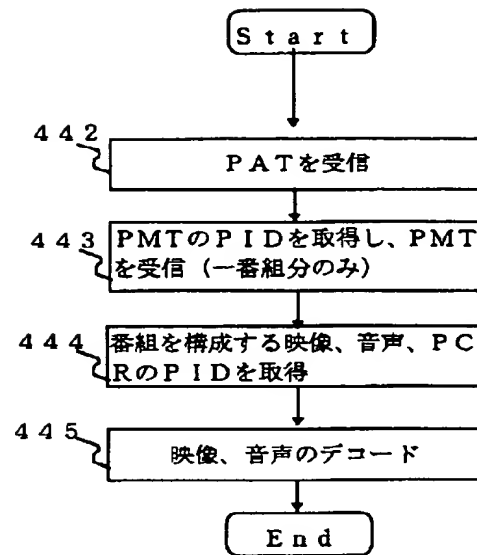 Start
442
PATを受信
443
PMTのPIDを取得し、PMT
を受信（一番組分のみ）
444
番組を構成する映像、音声、PC
RのPIDを取得
445
映像、音声のデコード
End